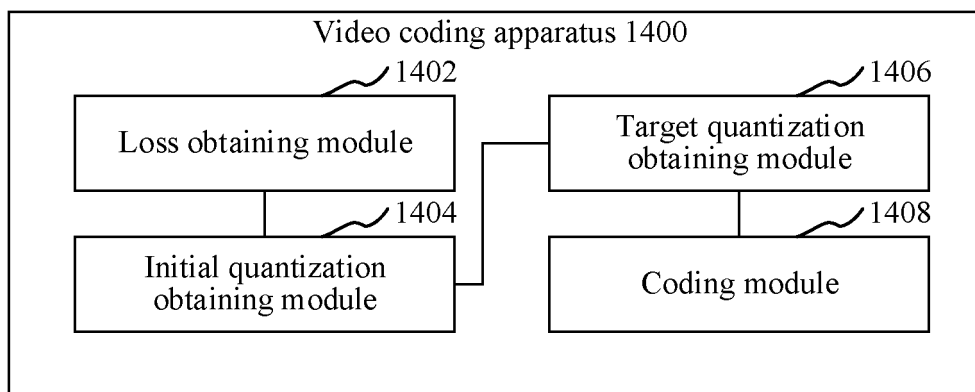 Video coding apparatus 1400
1402
Loss obtaining module
1404
Initial quantization
obtaining module
1406
Target quantization
obtaining module
1408
Coding module